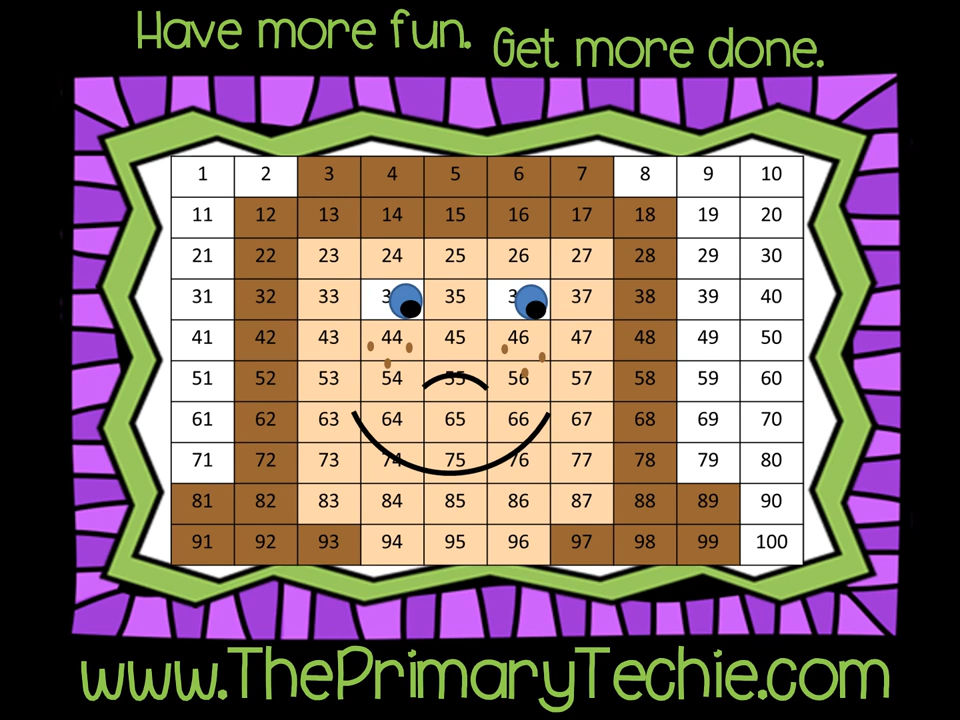 Have more fun. Get more done.
1 2 3 4 5 6 7 8 9 10
11 12 13 14 15 16 17 18 19 20
21 22 23 24 25 26 27 28 29 30
31 32 33 3 35 3 37 38 39 40
41 42 43 44 45 46 47 48 49 50
51 52 53 54 55 56 57 58 59 60
61 62 63 64 65 66 67 68 69 70
71 72 73 74 75 76 77 78 79 80
81 82 83 84 85 86 87 88 89 90
91 92 93 94 95 96 97 98 99 100
www.ThePrimaryTechie.com